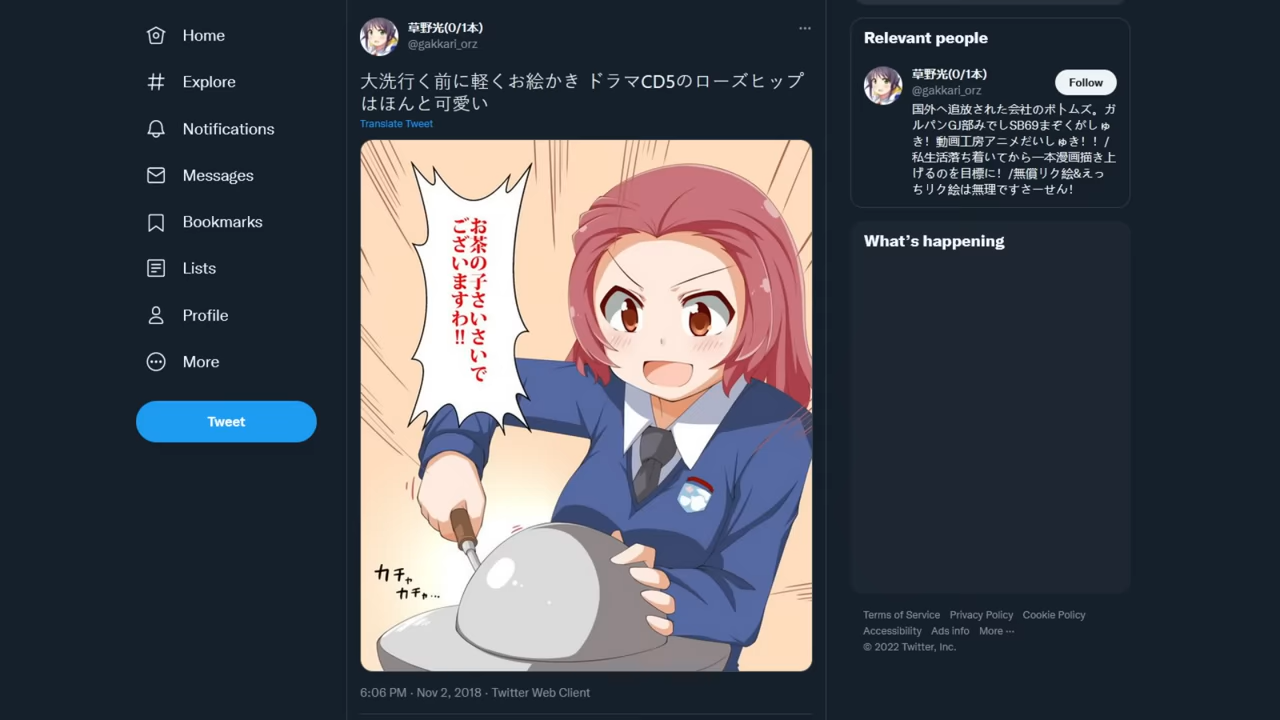 Home
Explore
Notifications
Messages
Bookmarks
Lists
Profile
More
Tweet
草野光(0/1本)
@gakkari_orz
大洗行く前に軽くお絵かき ドラマCD5のローズヒップ
はほんと可愛い
Translate Tweet
お茶の子さいさいで
ございますわ!!
カチャ
カチャ…
6:06 PM · Nov 2, 2018 · Twitter Web Client
Relevant people
草野光(0/1本)
@gakkari_orz
Follow
国外へ追放された会社のボトムズ。ガ
ルパンGJ部みでしSB69まぞくがしゅ
き！動画工房アニメだいしゅき！！/
私生活落ち着いてから一本漫画描き上
げるのを目標に！/無償リク絵&えっ
ちリク絵は無理ですさーせん！
What's happening
Terms of Service Privacy Policy Cookie Policy
Accessibility Ads info More ···
© 2022 Twitter, Inc.